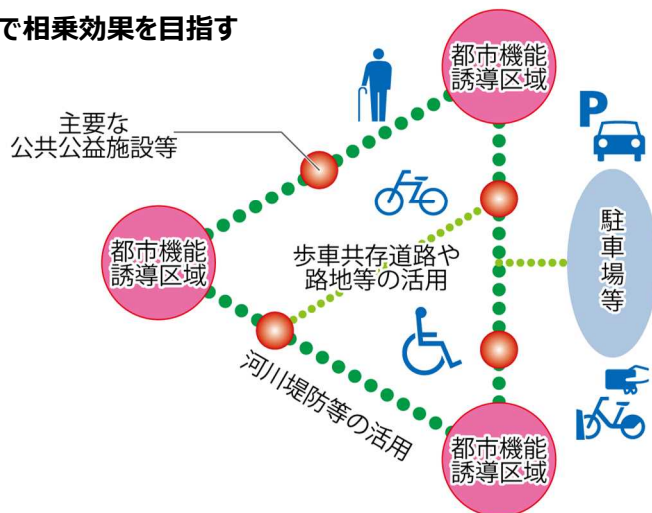 で相乗効果を目指す
都市機能
誘導区域
主要な
公共公益施設等
P
都市機能
誘導区域
歩車共存道路や
路地等の活用
駐車場等
河川堤防等の活用
都市機能
誘導区域